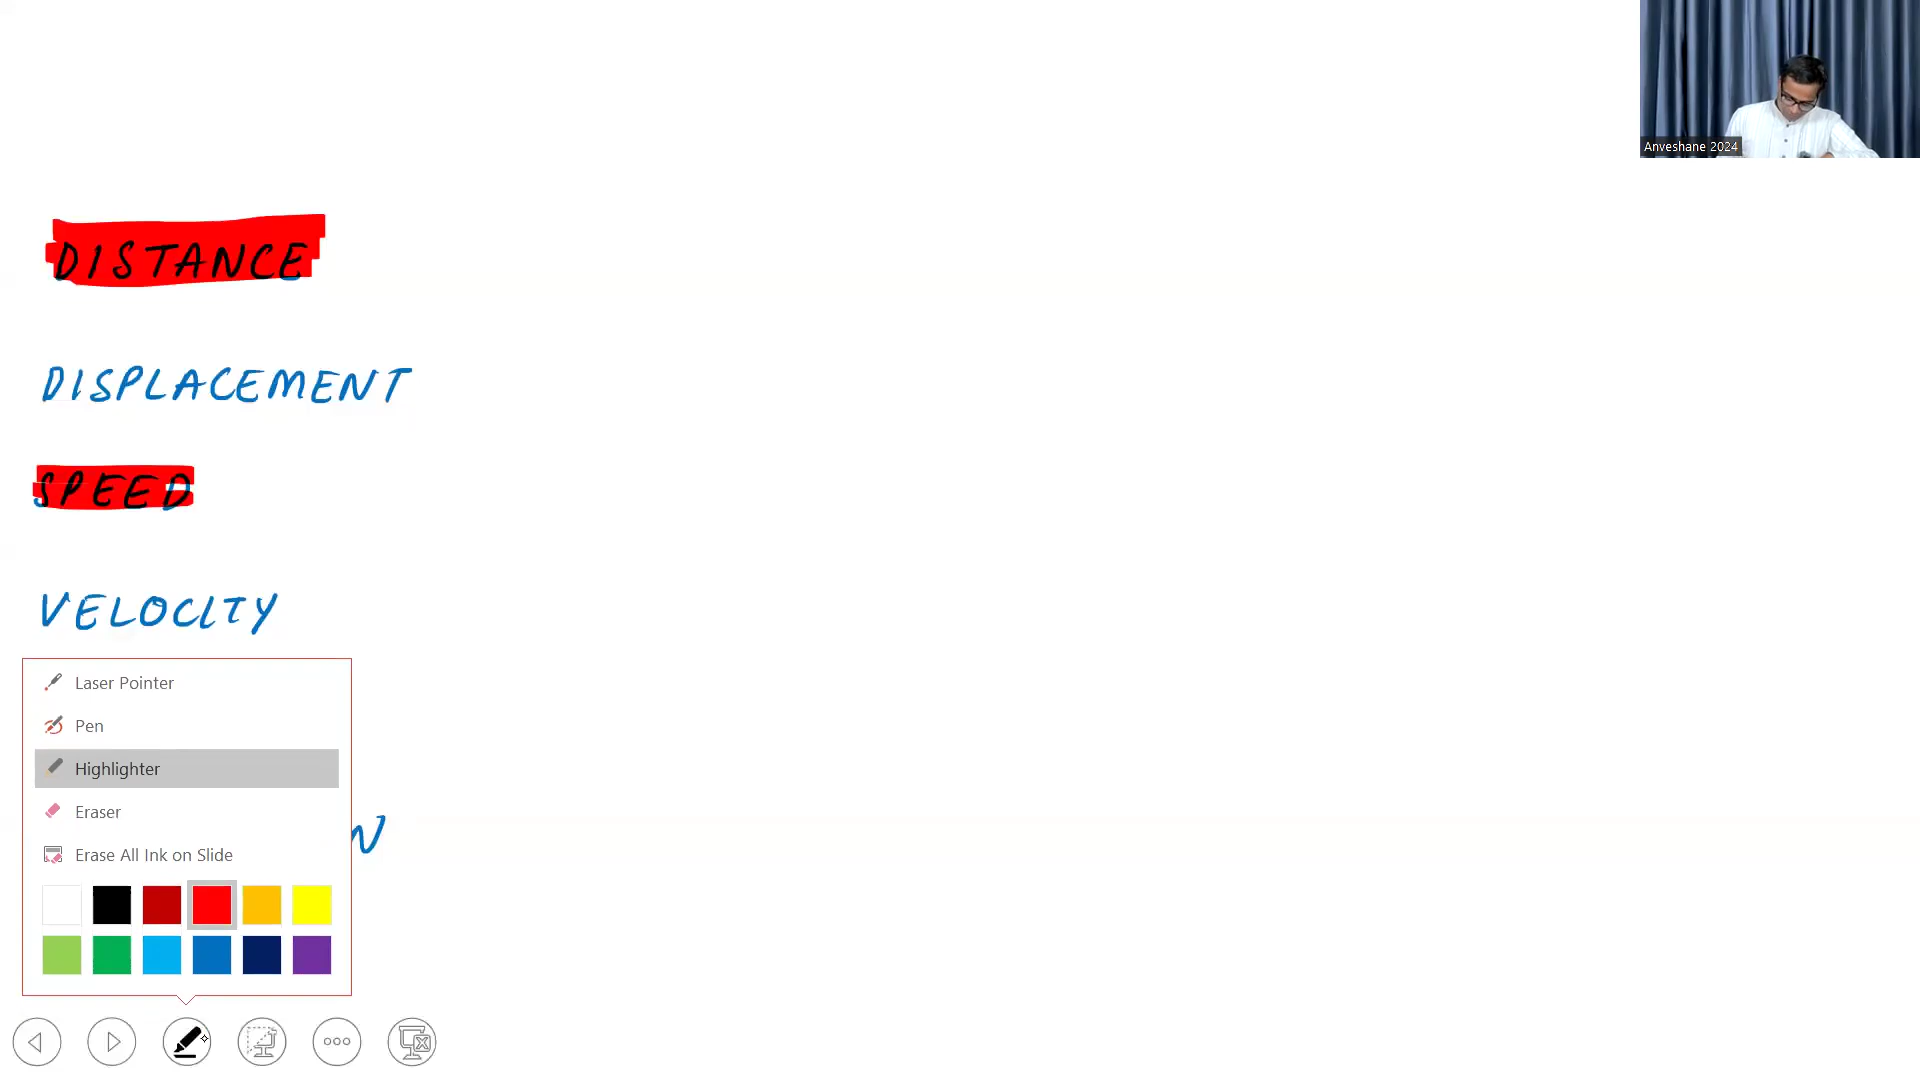 Anveshane 2024
DISTANCE
DISPLACEMENT
SPEED
VELOCITY
Laser Pointer
Pen
Highlighter
Eraser
N
Erase All Ink on Slide